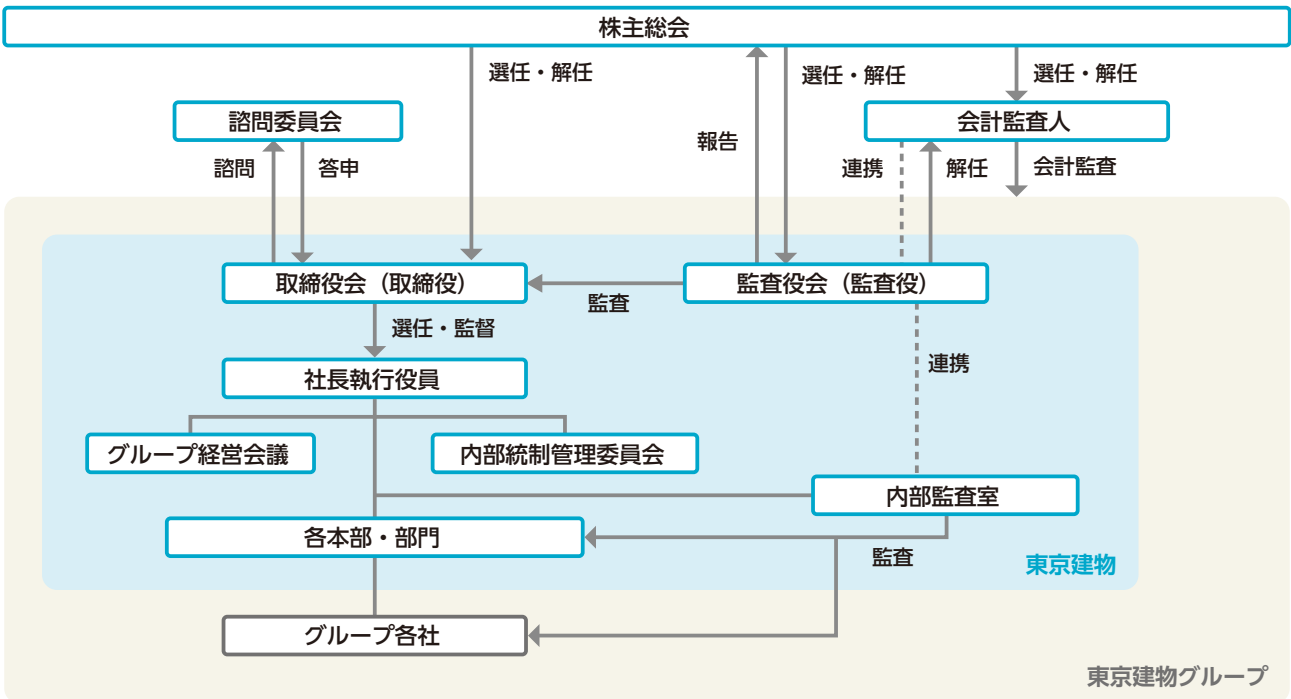 株主総会
選任・解任
選任・解任
選任・解任
諮問委員会
会計監査人
報告
諮問
答申
連携
解任
会計監査
取締役会（取締役）
監査役会（監査役）
監査
選任・監督
連携
社長執行役員
グループ経営会議
内部統制管理委員会
内部監査室
各本部・部門
監査
東京建物
グループ各社
東京建物グループ